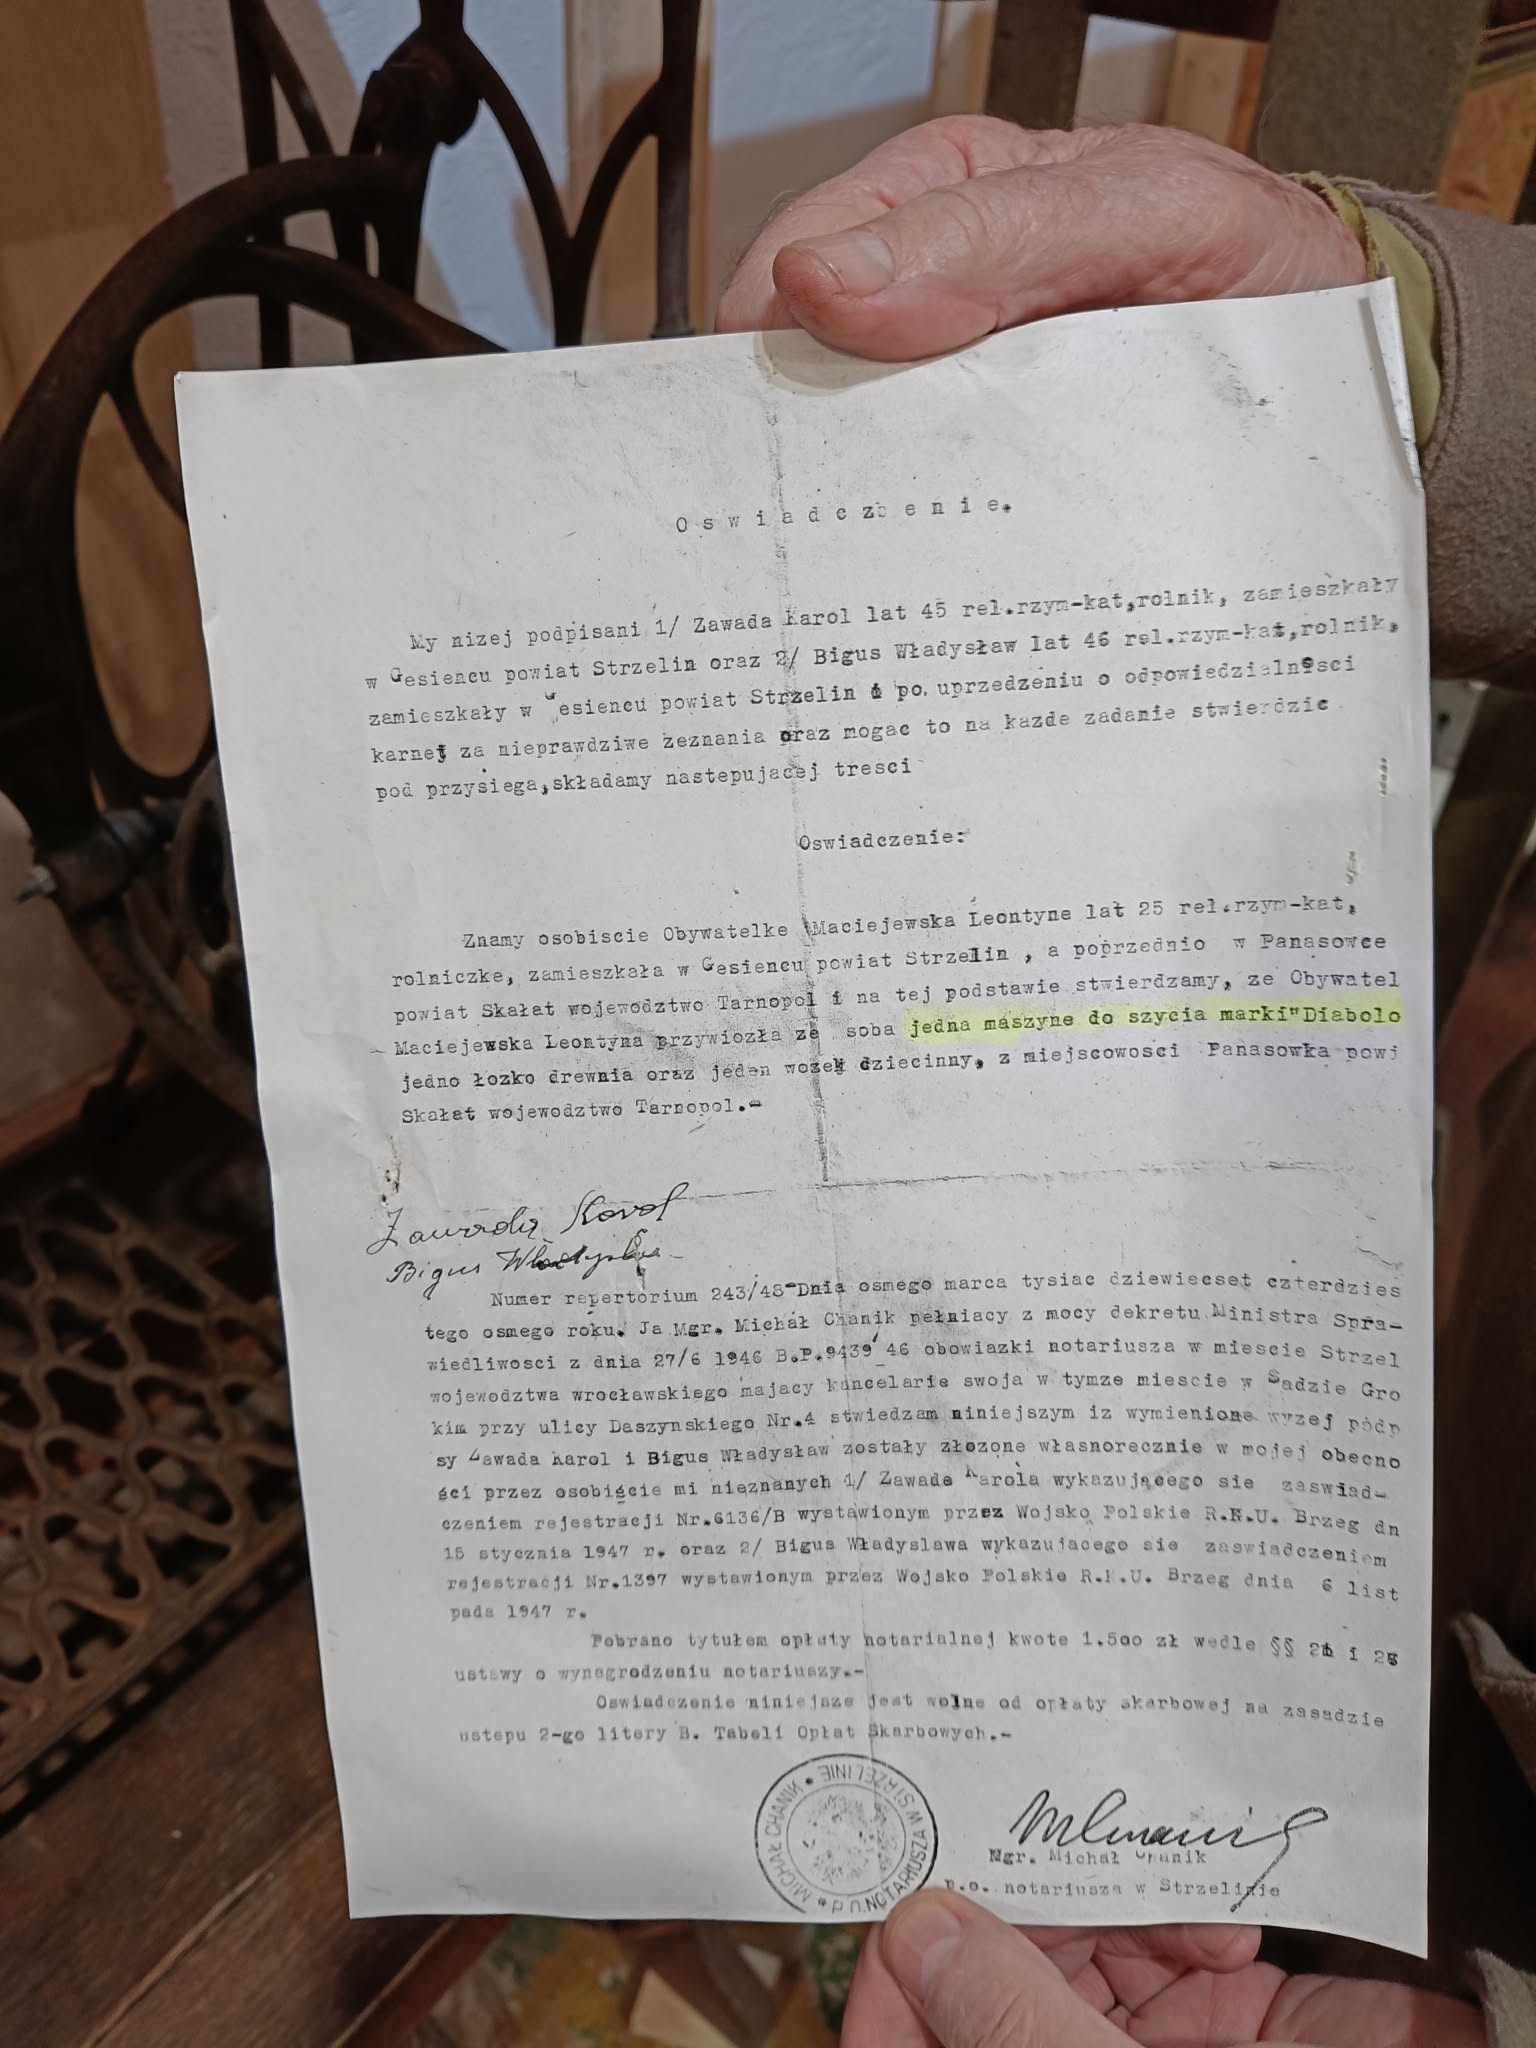 Oswiadczenie.
My nizej podpisani 1/ Zawada Karol lat 45 rel.rzym-kat,rolnik, zamieszkały
w Gesiencu powiat Strzelin oraz 2/ Bigus Władysław lat 46 rel.rzym-kat,rolnik,
zamieszkały w Gesiencu powiat Strzelin i po uprzedzeniu o odpowiedzialnosci
karnej za nieprawdziwe zeznania oraz mogac to na kazde zadanie stwierdzic
pod przysiega,składamy nastepujacej tresci
Oswiadczenie:
Znamy osobiscie Obywatelke Maciejewska Leontyne lat 25 rel.rzym-kat,
rolniczke, zamieszkała w Gesiencu powiat Strzelin, a poprzednio w Panasowce
powiat Skałat wojewodztwo Tarnopol i na tej podstawie stwierdzamy, ze Obywatel
Maciejewska Leontyna przywiozła ze soba jedna maszyne do szycia marki"Diabolo
jedno łozko drewnia oraz jeden wozek dziecinny, z miejscowosci Panasowka powi
Skałat wojewodztwo Tarnopol.-
Zawada Karol
Bigus Władysław
Numer repertorium 243/48-Dnia osmego marca tysiac dziewiecset czterdzies
tego osmego roku. Ja Mgr. Michał Chanik pełniacy z mocy dekretu Ministra Spra-
wiedliwosci z dnia 27/6 1946 B.P.9439 46 obowiazki notariusza w miescie Strzel
wojewodztwa wrocławskiego majacy kancelarie swoja w tymze miescie w Sadzie Gro
kim przy ulicy Daszynskiego Nr.4 stwiedzam niniejszym iz wymienione wyzej podp
sy Zawada Karol i Bigus Władysław zostały złozone własnorecznie w mojej obecno
ści przez osobiście mi nieznanych 1/ Zawade Karola wykazującego sie zaswiad-
czeniem rejestracji Nr.6136/B wystawionym przez Wojsko Polskie R.K.U. Brzeg dn
15 stycznia 1947 r. oraz 2/ Bigus Władyslawa wykazujacego sie zaswiadczeniem
rejestracji Nr.1397 wystawionym przez Wojsko Polskie R.K.U. Brzeg dnia 6 list
pada 1947 r.
Pobrano tytułem opłaty notarialnej kwote 1.500 zł wedle §§ i
ustawy o wynagrodzeniu notariuszy.-
Oswiadczenie niniejsze jest wolne od opłaty skarbowej na zasadzie
ustepu 2-go litery B. Tabeli Opłat Skarbowych.-
MICHAŁ CHANIK * P.O. NOTARIUSZA W STRZELINIE *
Mgr. Michał Chanik
p.o. notariusza w Strzelinie